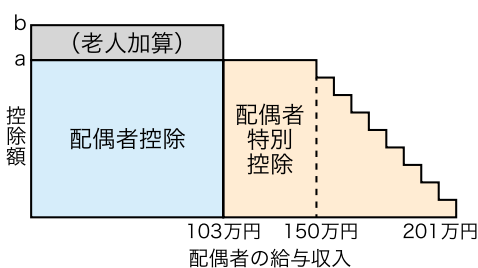 b
（老人加算）
a
控除額
配偶者控除
配偶者
特別
控除
103万円
150万円
201万円
配偶者の給与収入